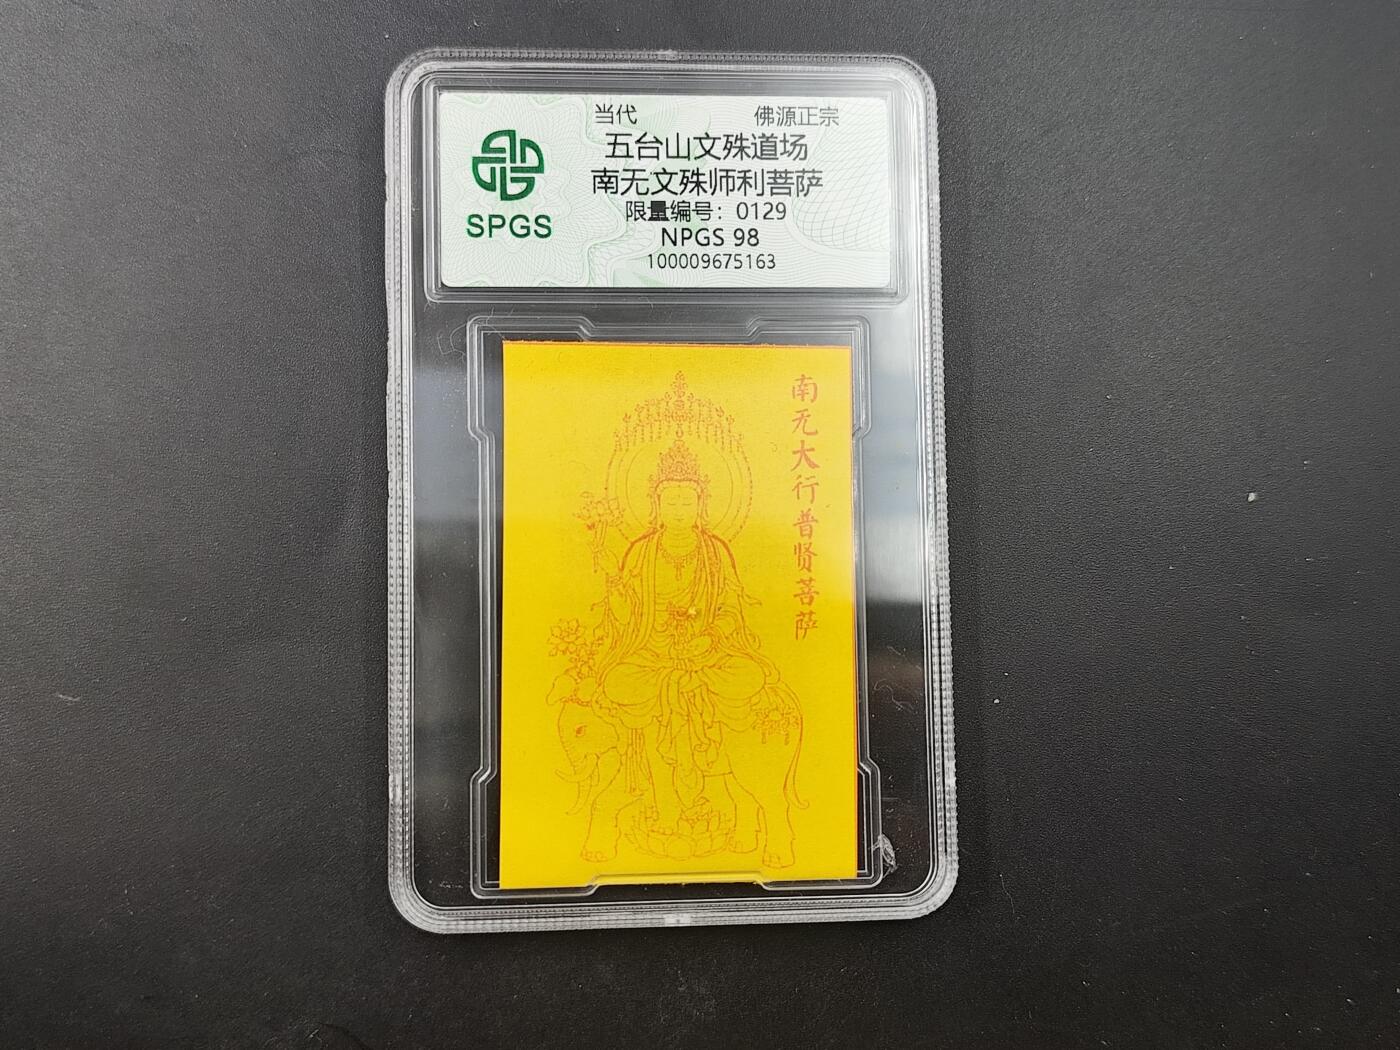 当代 佛源正宗
五台山文殊道场
南无文殊师利菩萨
限量编号：0129
NPGS 98
100009675163
SPGS
南无大行普贤菩萨